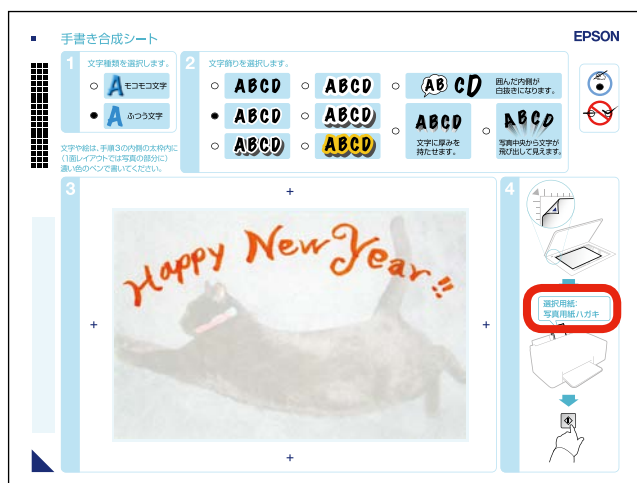 手書き合成シート
EPSON
1
文字種類を選択します。
モコモコ文字
ふつう文字
文字や絵は、手順3の内側の太枠内に
(1面レイアウトでは写真の部分に)
濃い色のペンで書いてください。
2
文字飾りを選択します。
ABCD
ABCD
AB CD
囲んだ内側が
白抜きになります。
ABCD
ABCD
ABCD
文字に厚みを
持たせます。
ABCD
写真中央から文字が
飛び出して見えます。
ABCD
ABCD
3
Happy New Year!!
4
選択用紙:
写真用紙ハガキ